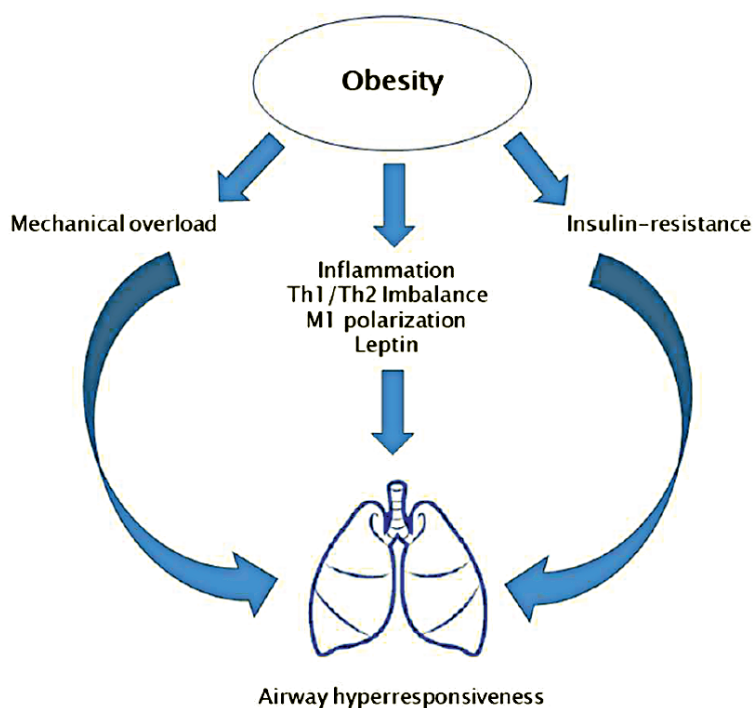 Obesity
Mechanical overload
Insulin-resistance
Inflammation
Th1/Th2 Imbalance
M1 polarization
Leptin
Airway hyperresponsiveness